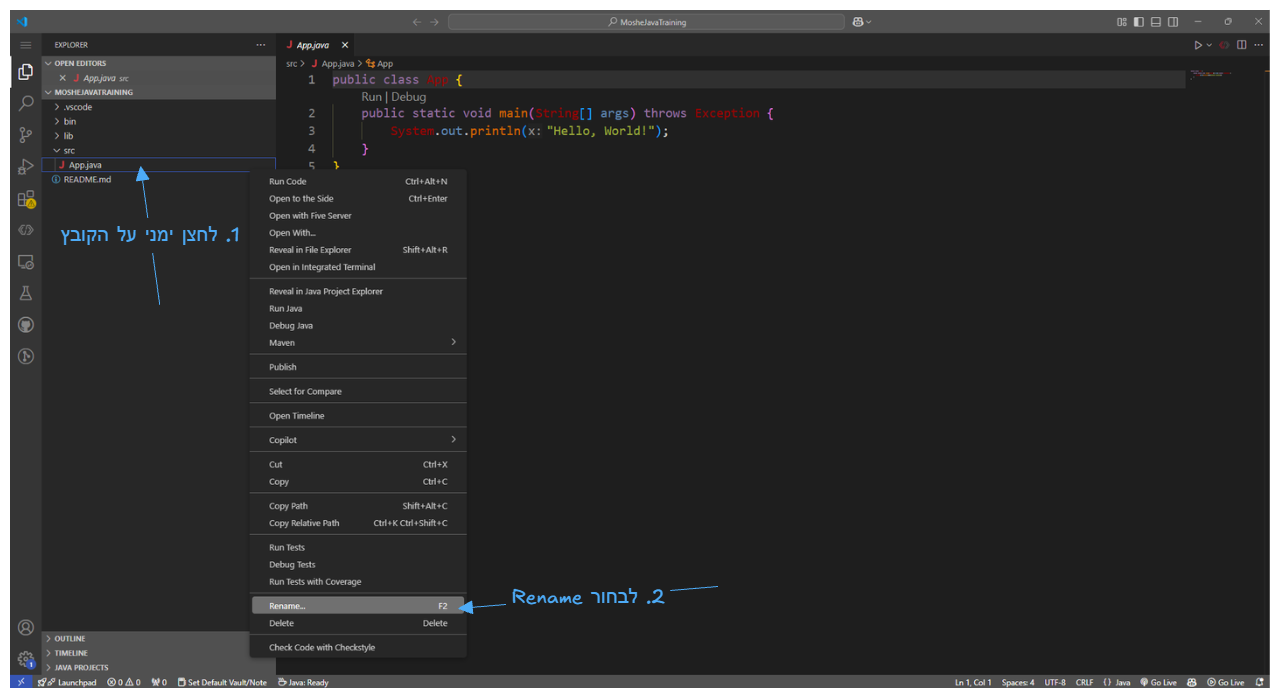 MosheJavaTraining
EXPLORER
OPEN EDITORS
App.java src
MOSHEJAVATRAINING
.vscode
bin
lib
src
App.java
README.md
1. לחצן ימני על הקובץ
OUTLINE
TIMELINE
JAVA PROJECTS
App.java
src > App.java > App
1 public class App {
Run | Debug
2 public static void main(String[] args) throws Exception {
3 System.out.println(x: "Hello, World!");
4 }
5 }
Run Code Ctrl+Alt+N
Open to the Side Ctrl+Enter
Open with Five Server
Open With...
Reveal in File Explorer Shift+Alt+R
Open in Integrated Terminal
Reveal in Java Project Explorer
Run Java
Debug Java
Maven
Publish
Select for Compare
Open Timeline
Copilot
Cut Ctrl+X
Copy Ctrl+C
Copy Path Shift+Alt+C
Copy Relative Path Ctrl+K Ctrl+Shift+C
Run Tests
Debug Tests
Run Tests with Coverage
Rename... F2
Delete Delete
Check Code with Checkstyle
2. לבחור Rename
1
Launchpad 0 0 0 Set Default Vault/Note Java: Ready Ln 1, Col 1 Spaces: 4 UTF-8 CRLF {} Java Go Live Go Live